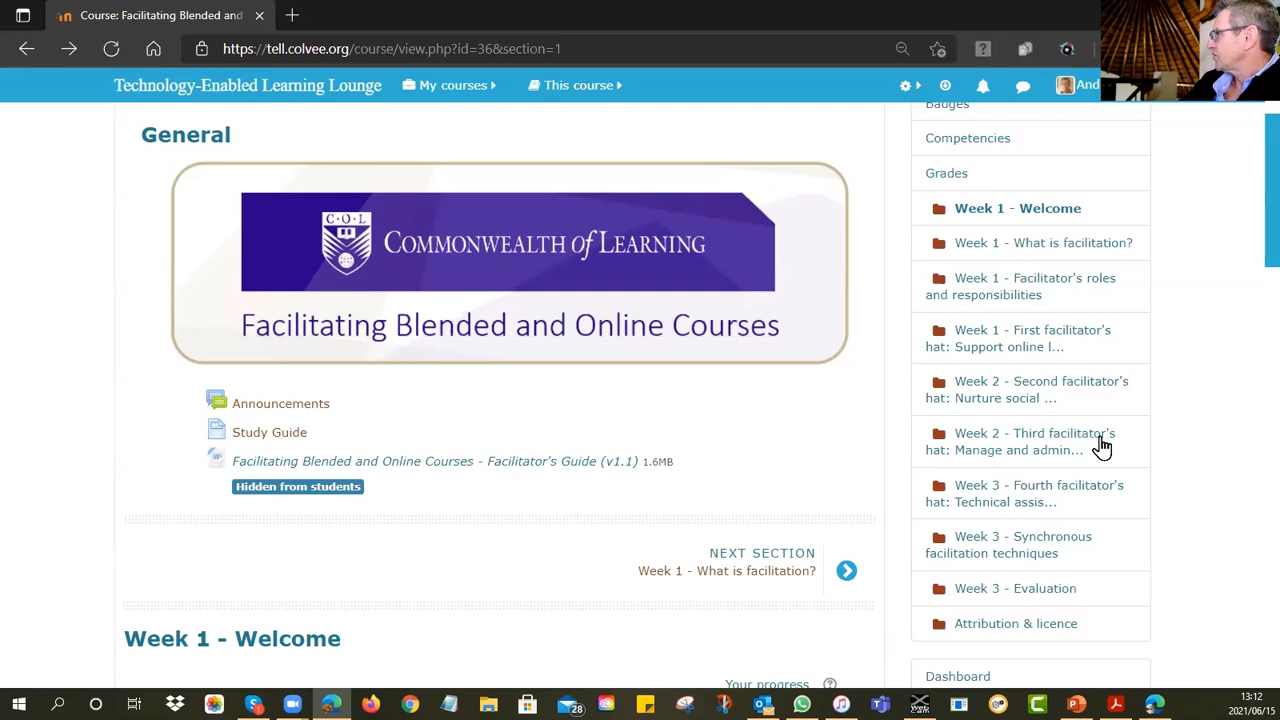 Course: Facilitating Blended and
https://tell.colvee.org/course/view.php?id=36&section=1
Technology-Enabled Learning Lounge
My courses
This course
And
General
C·O·L
COMMONWEALTH of LEARNING
Facilitating Blended and Online Courses
Announcements
Study Guide
Facilitating Blended and Online Courses - Facilitator's Guide (v1.1) 1.6MB
Hidden from students
NEXT SECTION
Week 1 - What is facilitation?
Week 1 - Welcome
Your progress
Badges
Competencies
Grades
Week 1 - Welcome
Week 1 - What is facilitation?
Week 1 - Facilitator's roles
and responsibilities
Week 1 - First facilitator's
hat: Support online l...
Week 2 - Second facilitator's
hat: Nurture social ...
Week 2 - Third facilitator's
hat: Manage and admin...
Week 3 - Fourth facilitator's
hat: Technical assis...
Week 3 - Synchronous
facilitation techniques
Week 3 - Evaluation
Attribution & licence
Dashboard
28
13:12
2021/06/15